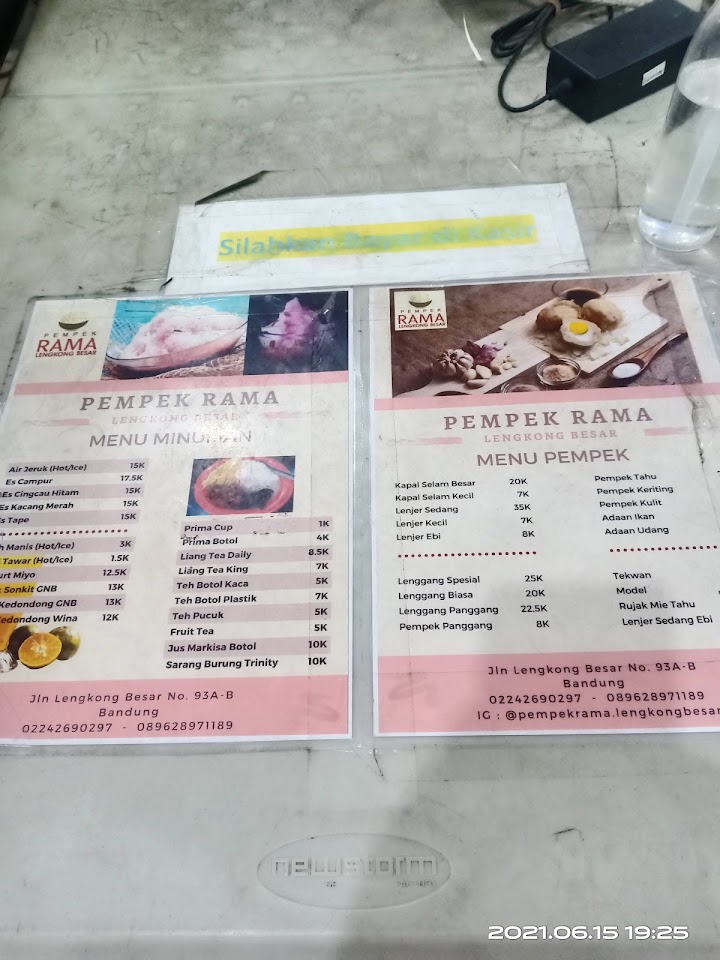 Silahkan Bayar di Kasir
PEMPEK
RAMA
LENGKONG BESAR
PEMPEK RAMA
LENGKONG BESAR
MENU MINUMAN
Air Jeruk (Hot/Ice) 15K
Es Campur 17.5K
Es Cingcau Hitam 15K
Es Kacang Merah 15K
Es Tape 15K
Manis (Hot/Ice) 3K
Tawar (Hot/Ice) 1.5K
Miyo 12.5K
Sonkit GNB 13K
Kedondong GNB 13K
Kedondong Wina 12K
Prima Cup 1K
Prima Botol 4K
Liang Tea Daily 8.5K
Liang Tea King 7K
Teh Botol Kaca 5K
Teh Botol Plastik 7K
Teh Pucuk 5K
Fruit Tea 5K
Jus Markisa Botol 10K
Sarang Burung Trinity 10K
Jln Lengkong Besar No. 93A-B
Bandung
02242690297 - 089628971189
PEMPEK
RAMA
LENGKONG BESAR
PEMPEK RAMA
LENGKONG BESAR
MENU PEMPEK
Kapal Selam Besar 20K
Kapal Selam Kecil 7K
Lenjer Sedang 35K
Lenjer Kecil 7K
Lenjer Ebi 8K
Lenggang Spesial 25K
Lenggang Biasa 20K
Lenggang Panggang 22.5K
Pempek Panggang 8K
Pempek Tahu
Pempek Keriting
Pempek Kulit
Adaan Ikan
Adaan Udang
Tekwan
Model
Rujak Mie Tahu
Lenjer Sedang Ebi
Jln Lengkong Besar No. 93A-B
Bandung
02242690297 - 089628971189
IG : @pempekrama.lengkongbesar
newstorm
2021.06.15 19:25